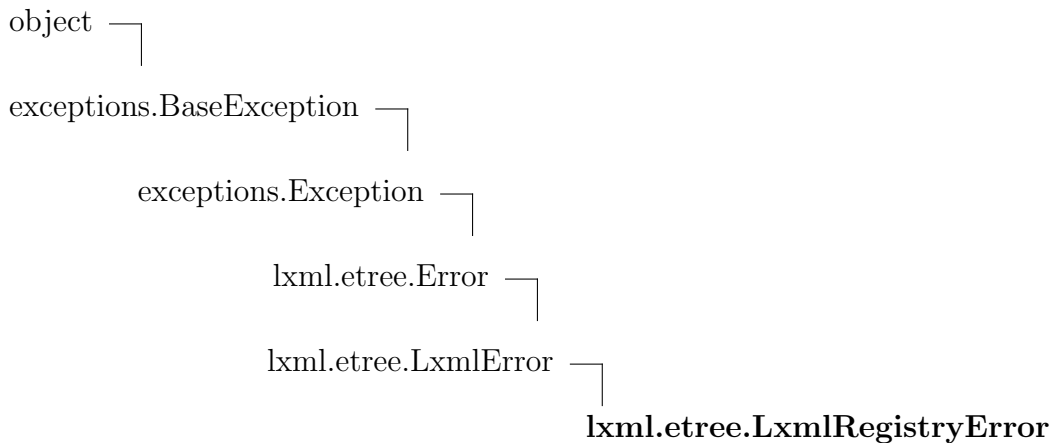 object
exceptions.BaseException
exceptions.Exception
lxml.etree.Error
lxml.etree.LxmlError
lxml.etree.LxmlRegistryError